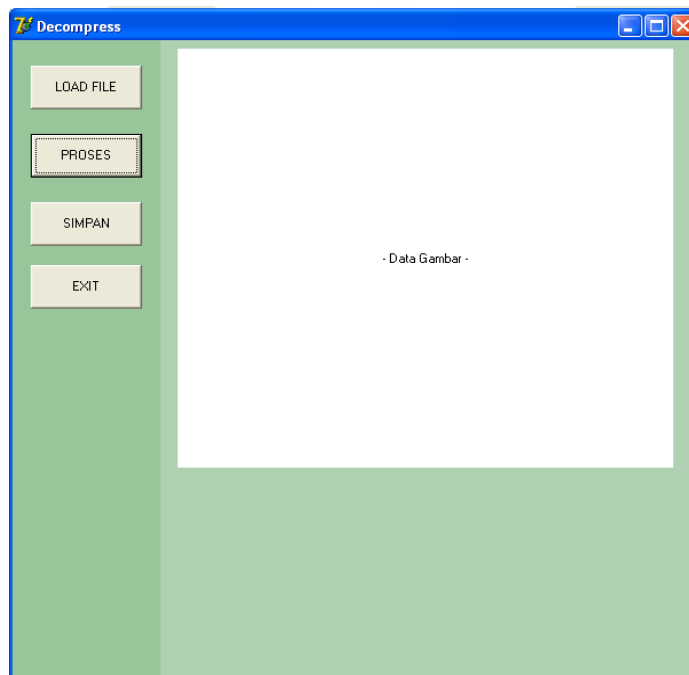 Decompress
LOAD FILE
PROSES
SIMPAN
EXIT
- Data Gambar -